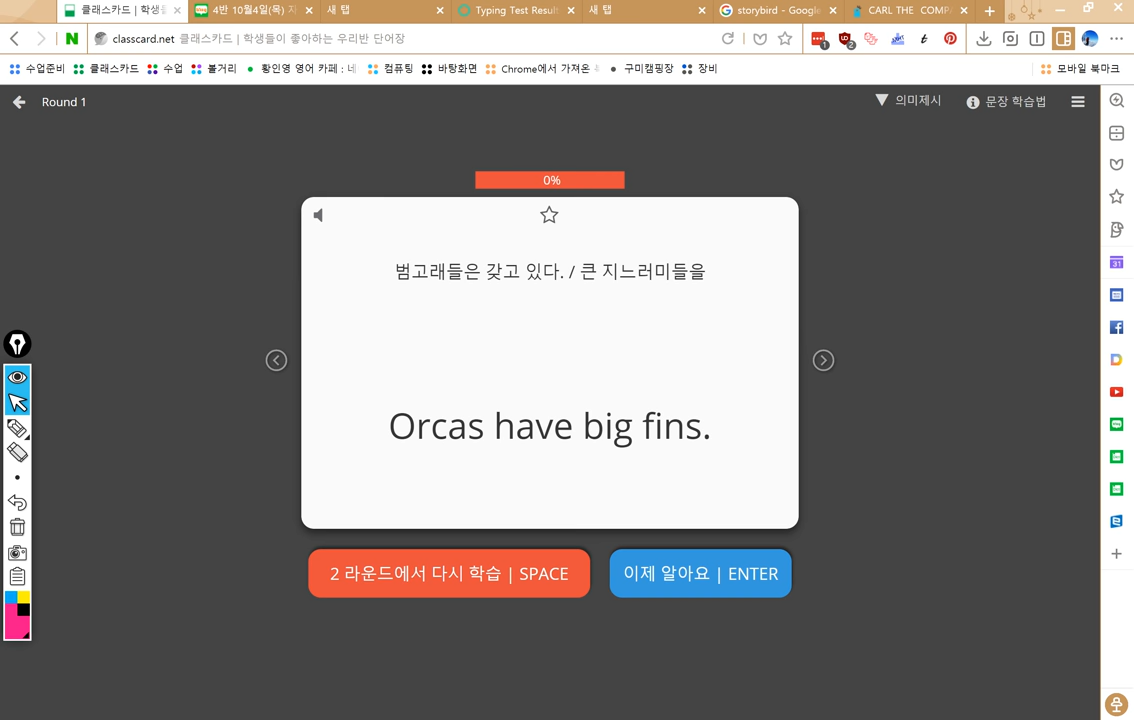 클래스카드 | 학생들
4반 10월4일(목) 지
새 탭
Typing Test Resul
새 탭
storybird - Google
CARL THE COMP
classcard.net 클래스카드 | 학생들이 좋아하는 우리반 단어장
수업준비 클래스카드 수업 볼거리 황인영 영어 카페 : 네 컴퓨팅 바탕화면 Chrome에서 가져온 구미캠핑장 장비 모바일 북마크
Round 1
의미제시 문장 학습법
0%
범고래들은 갖고 있다. / 큰 지느러미들을
Orcas have big fins.
2 라운드에서 다시 학습 | SPACE
이제 알아요 | ENTER